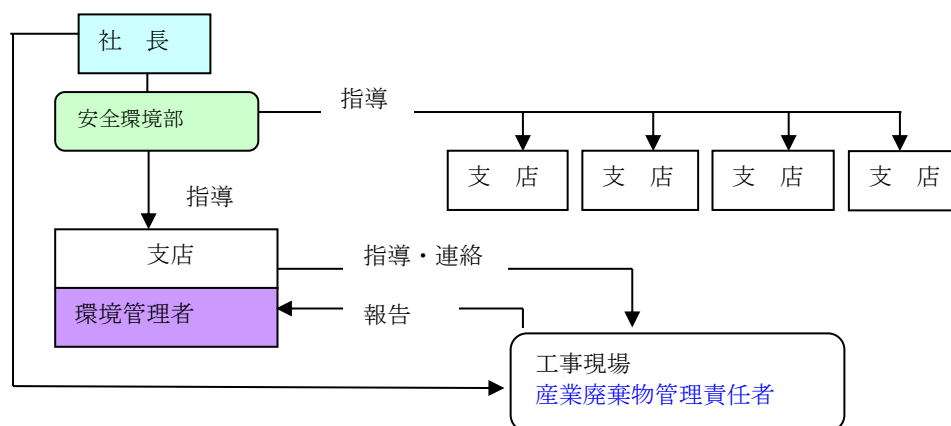 社　長
安全環境部
指導
支　店
支　店
支　店
支　店
指導
支店
環境管理者
指導・連絡
報告
工事現場
産業廃棄物管理責任者